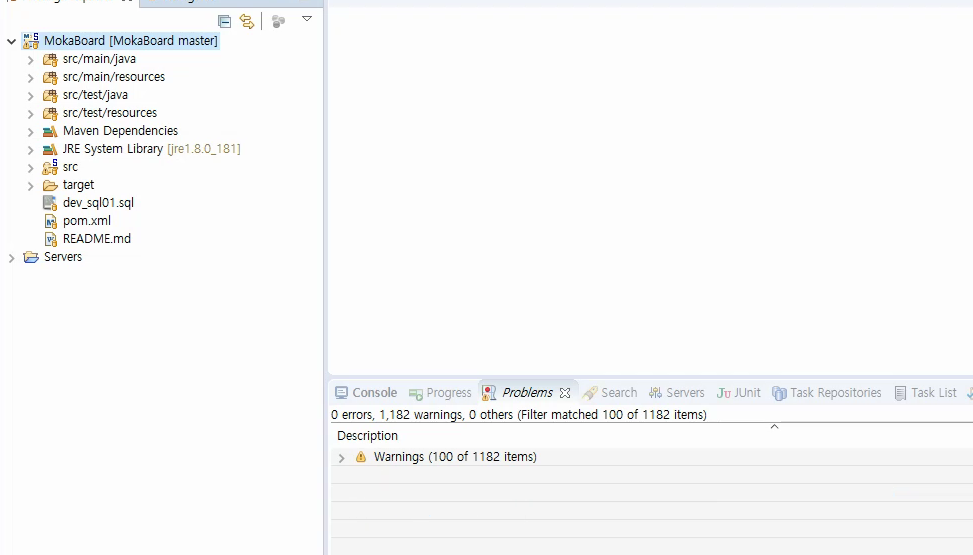 MokaBoard [MokaBoard master]
src/main/java
src/main/resources
src/test/java
src/test/resources
Maven Dependencies
JRE System Library [jre1.8.0_181]
src
target
dev_sql01.sql
pom.xml
README.md
Servers
Console Progress Problems Search Servers JUnit Task Repositories Task List
0 errors, 1,182 warnings, 0 others (Filter matched 100 of 1182 items)
Description
Warnings (100 of 1182 items)